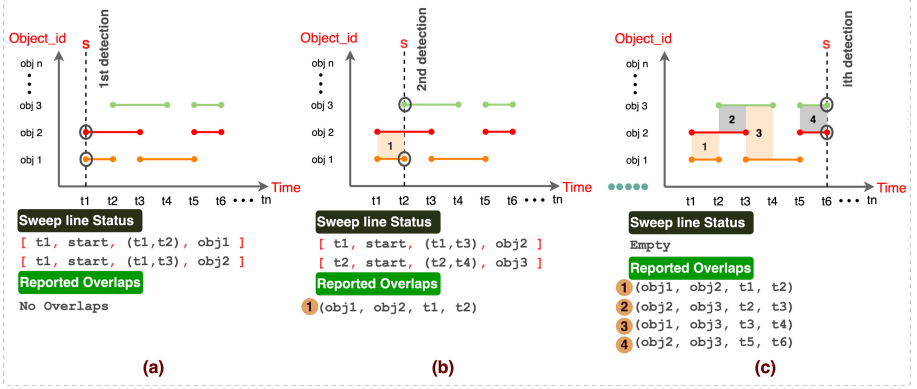 Object_id
S
1st detection
obj n
obj 3
obj 2
obj 1
Time
t1 t2 t3 t4 t5 t6 tn
Sweep line Status
[ t1, start, (t1,t2), obj1 ]
[ t1, start, (t1,t3), obj2 ]
Reported Overlaps
No Overlaps
(a)
Object_id
S
2nd detection
obj n
obj 3
obj 2
obj 1
1
Time
t1 t2 t3 t4 t5 t6 tn
Sweep line Status
[ t1, start, (t1,t3), obj2 ]
[ t2, start, (t2,t4), obj3 ]
Reported Overlaps
1 (obj1, obj2, t1, t2)
(b)
Object_id
S
ith detection
obj n
obj 3
obj 2
obj 1
2
4
3
1
Time
t1 t2 t3 t4 t5 t6 tn
Sweep line Status
Empty
Reported Overlaps
1 (obj1, obj2, t1, t2)
2 (obj2, obj3, t2, t3)
3 (obj1, obj3, t3, t4)
4 (obj2, obj3, t5, t6)
(c)